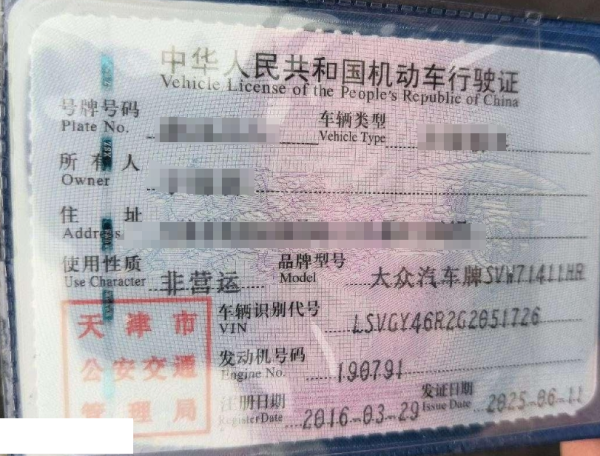 中华人民共和国机动车行驶证
Vehicle License of the People's Republic of China
号牌号码 车辆类型
Plate No. Vehicle Type
所有人
Owner
住址
Address
使用性质 非营运 品牌型号 大众汽车牌SVW71411HR
Use Character Model
天津市
公安交通
管理局
车辆识别代号 LSVGY46R2G2051726
VIN
发动机号码 190791
Engine No.
注册日期 2016-03-29 发证日期 2025-06-11
Register Date Issue Date